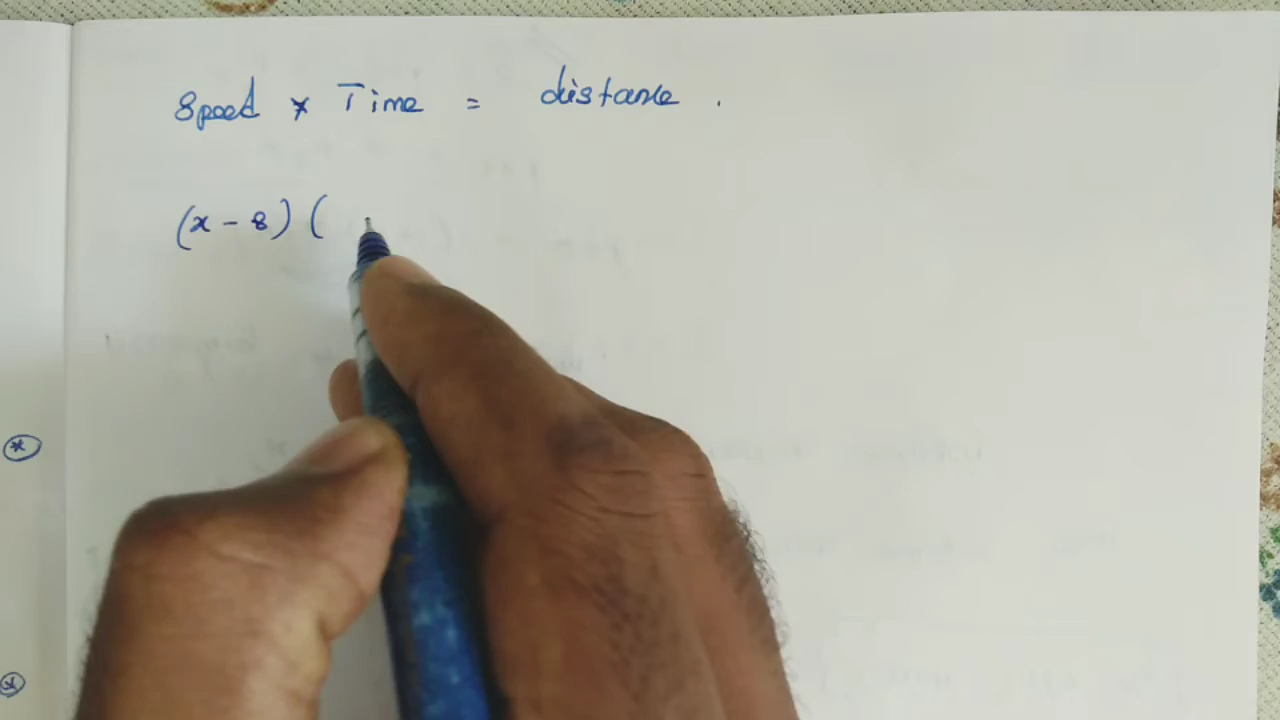 Speed * Time = distance .
(x - 8) (